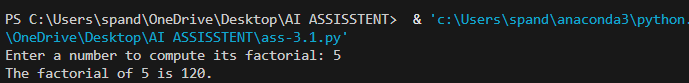 PS C:\Users\spand\OneDrive\Desktop\AI ASSISSTENT>  & 'c:\Users\spand\anaconda3\python.
\OneDrive\Desktop\AI ASSISSTENT\ass-3.1.py'
Enter a number to compute its factorial: 5
The factorial of 5 is 120.